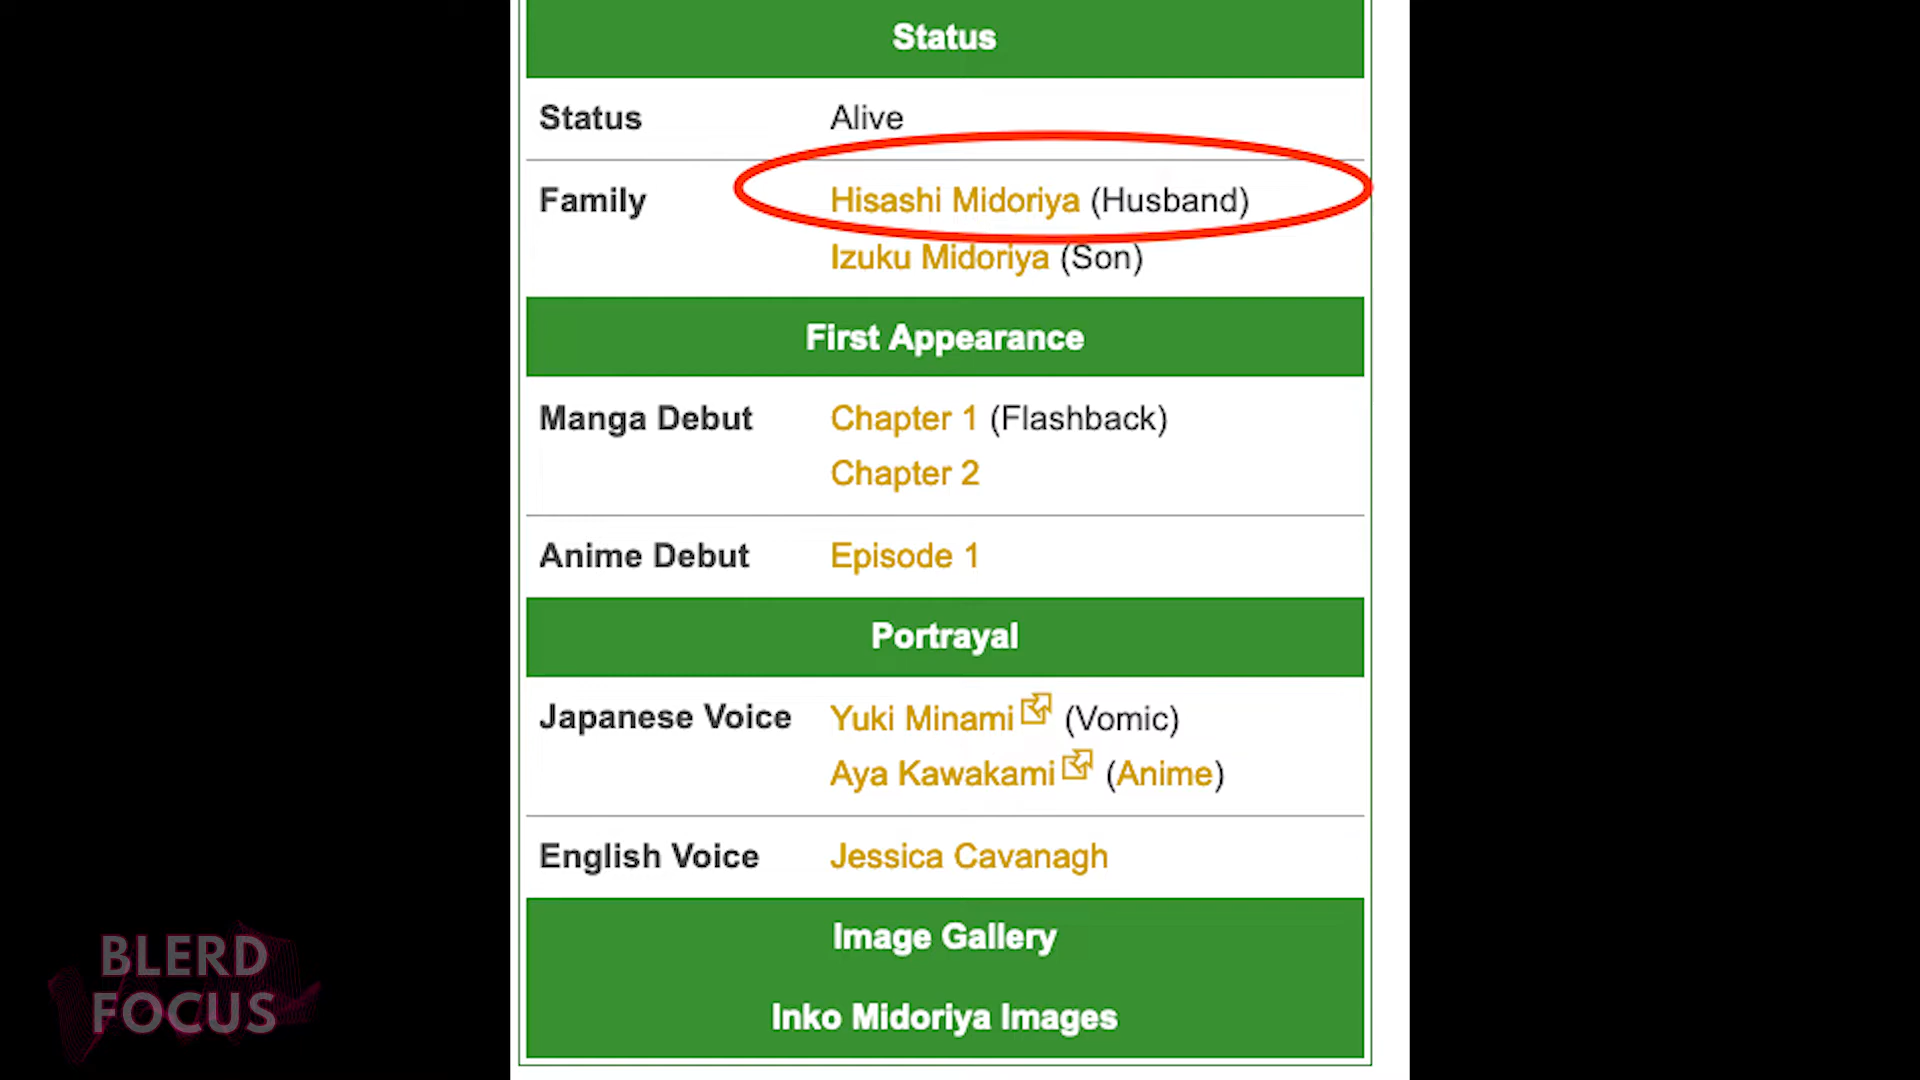 Status
Status Alive
Family Hisashi Midoriya (Husband)
Izuku Midoriya (Son)
First Appearance
Manga Debut Chapter 1 (Flashback)
Chapter 2
Anime Debut Episode 1
Portrayal
Japanese Voice Yuki Minami (Vomic)
Aya Kawakami (Anime)
English Voice Jessica Cavanagh
Image Gallery
Inko Midoriya Images
BLERD
FOCUS